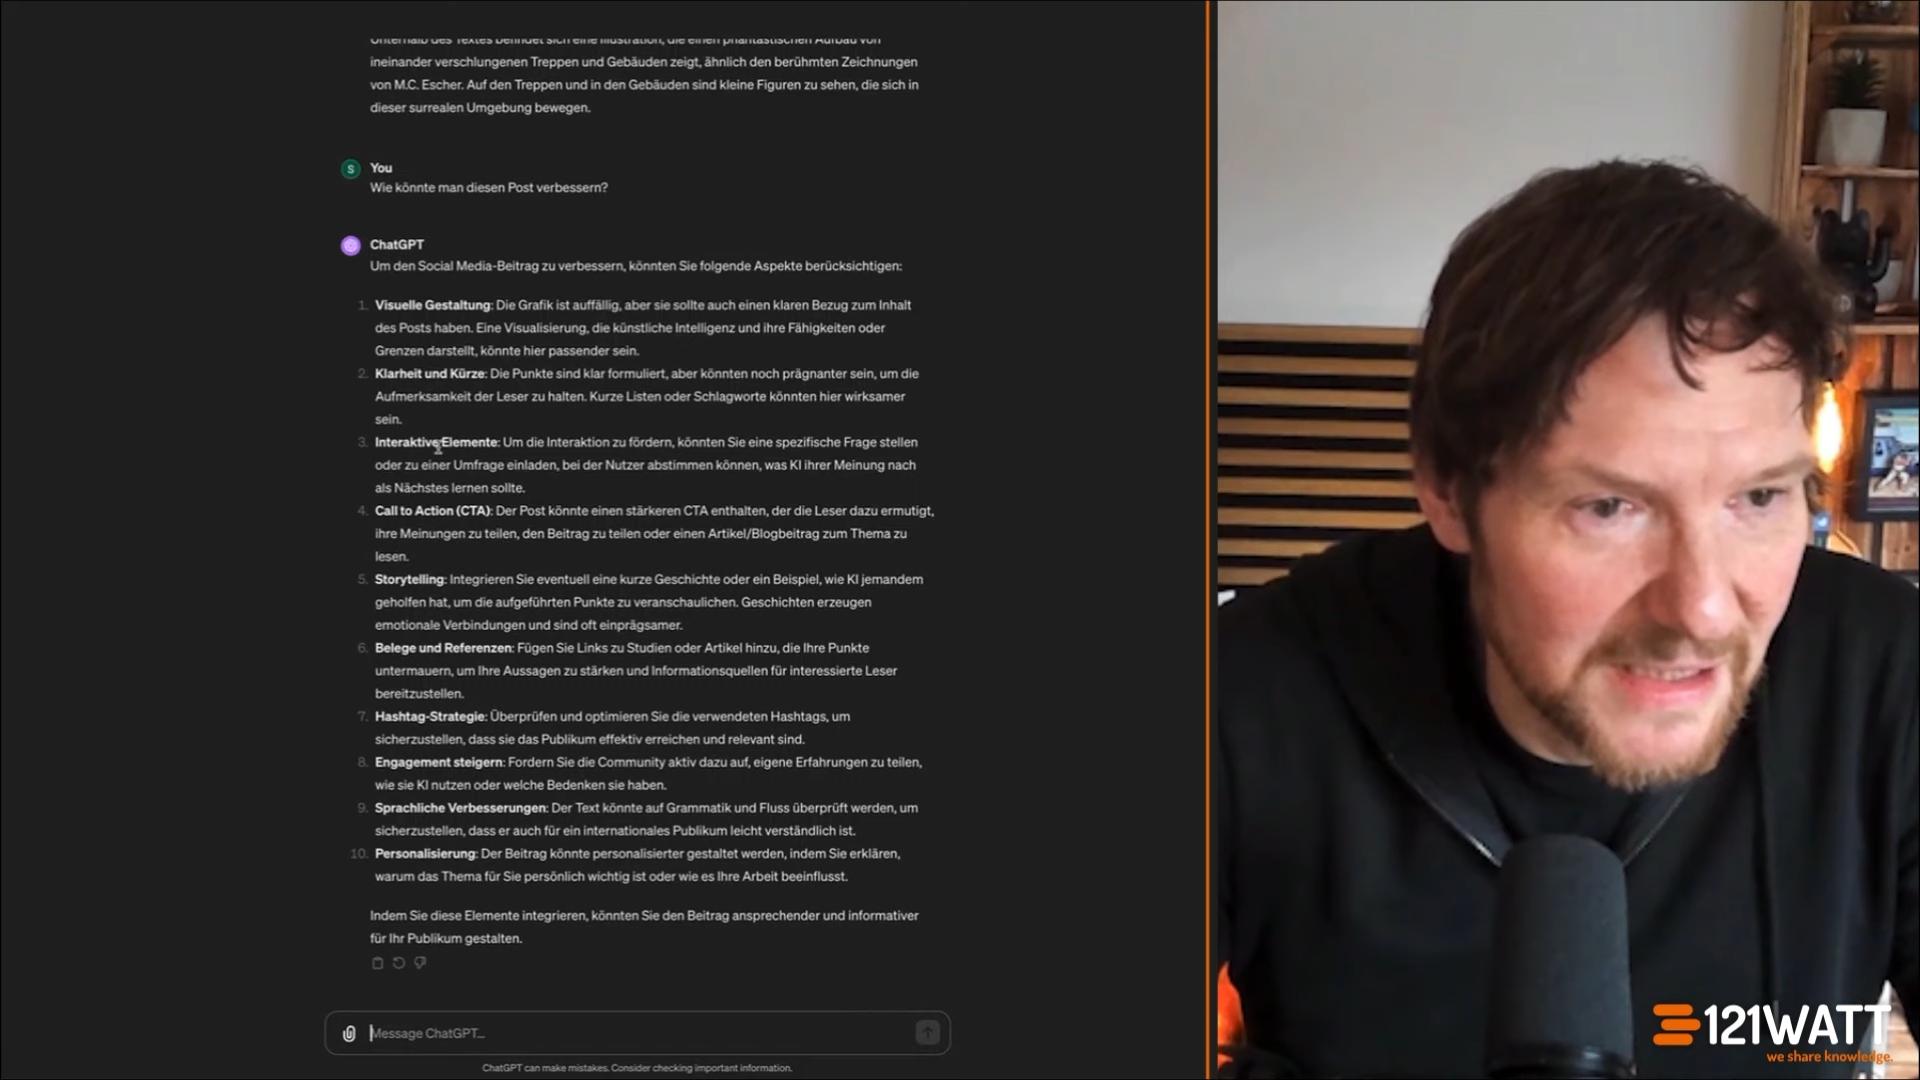 Unterhalb des Textes befindet sich eine Illustration, die einen phantastischen Aufbau von
ineinander verschlungenen Treppen und Gebäuden zeigt, ähnlich den berühmten Zeichnungen
von M.C. Escher. Auf den Treppen und in den Gebäuden sind kleine Figuren zu sehen, die sich in
dieser surrealen Umgebung bewegen.
S You
Wie könnte man diesen Post verbessern?
ChatGPT
Um den Social Media-Beitrag zu verbessern, könnten Sie folgende Aspekte berücksichtigen:
1. Visuelle Gestaltung: Die Grafik ist auffällig, aber sie sollte auch einen klaren Bezug zum Inhalt
des Posts haben. Eine Visualisierung, die künstliche Intelligenz und ihre Fähigkeiten oder
Grenzen darstellt, könnte hier passender sein.
2. Klarheit und Kürze: Die Punkte sind klar formuliert, aber könnten noch prägnanter sein, um die
Aufmerksamkeit der Leser zu halten. Kurze Listen oder Schlagworte könnten hier wirksamer
sein.
3. Interaktive Elemente: Um die Interaktion zu fördern, könnten Sie eine spezifische Frage stellen
oder zu einer Umfrage einladen, bei der Nutzer abstimmen können, was KI ihrer Meinung nach
als Nächstes lernen sollte.
4. Call to Action (CTA): Der Post könnte einen stärkeren CTA enthalten, der die Leser dazu ermutigt,
ihre Meinungen zu teilen, den Beitrag zu teilen oder einen Artikel/Blogbeitrag zum Thema zu
lesen.
5. Storytelling: Integrieren Sie eventuell eine kurze Geschichte oder ein Beispiel, wie KI jemandem
geholfen hat, um die aufgeführten Punkte zu veranschaulichen. Geschichten erzeugen
emotionale Verbindungen und sind oft einprägsamer.
6. Belege und Referenzen: Fügen Sie Links zu Studien oder Artikel hinzu, die Ihre Punkte
untermauern, um Ihre Aussagen zu stärken und Informationsquellen für interessierte Leser
bereitzustellen.
7. Hashtag-Strategie: Überprüfen und optimieren Sie die verwendeten Hashtags, um
sicherzustellen, dass sie das Publikum effektiv erreichen und relevant sind.
8. Engagement steigern: Fordern Sie die Community aktiv dazu auf, eigene Erfahrungen zu teilen,
wie sie KI nutzen oder welche Bedenken sie haben.
9. Sprachliche Verbesserungen: Der Text könnte auf Grammatik und Fluss überprüft werden, um
sicherzustellen, dass er auch für ein internationales Publikum leicht verständlich ist.
10. Personalisierung: Der Beitrag könnte personalisierter gestaltet werden, indem Sie erklären,
warum das Thema für Sie persönlich wichtig ist oder wie es Ihre Arbeit beeinflusst.
Indem Sie diese Elemente integrieren, könnten Sie den Beitrag ansprechender und informativer
für Ihr Publikum gestalten.
Message ChatGPT...
ChatGPT can make mistakes. Consider checking important information.
121WATT
we share knowledge.